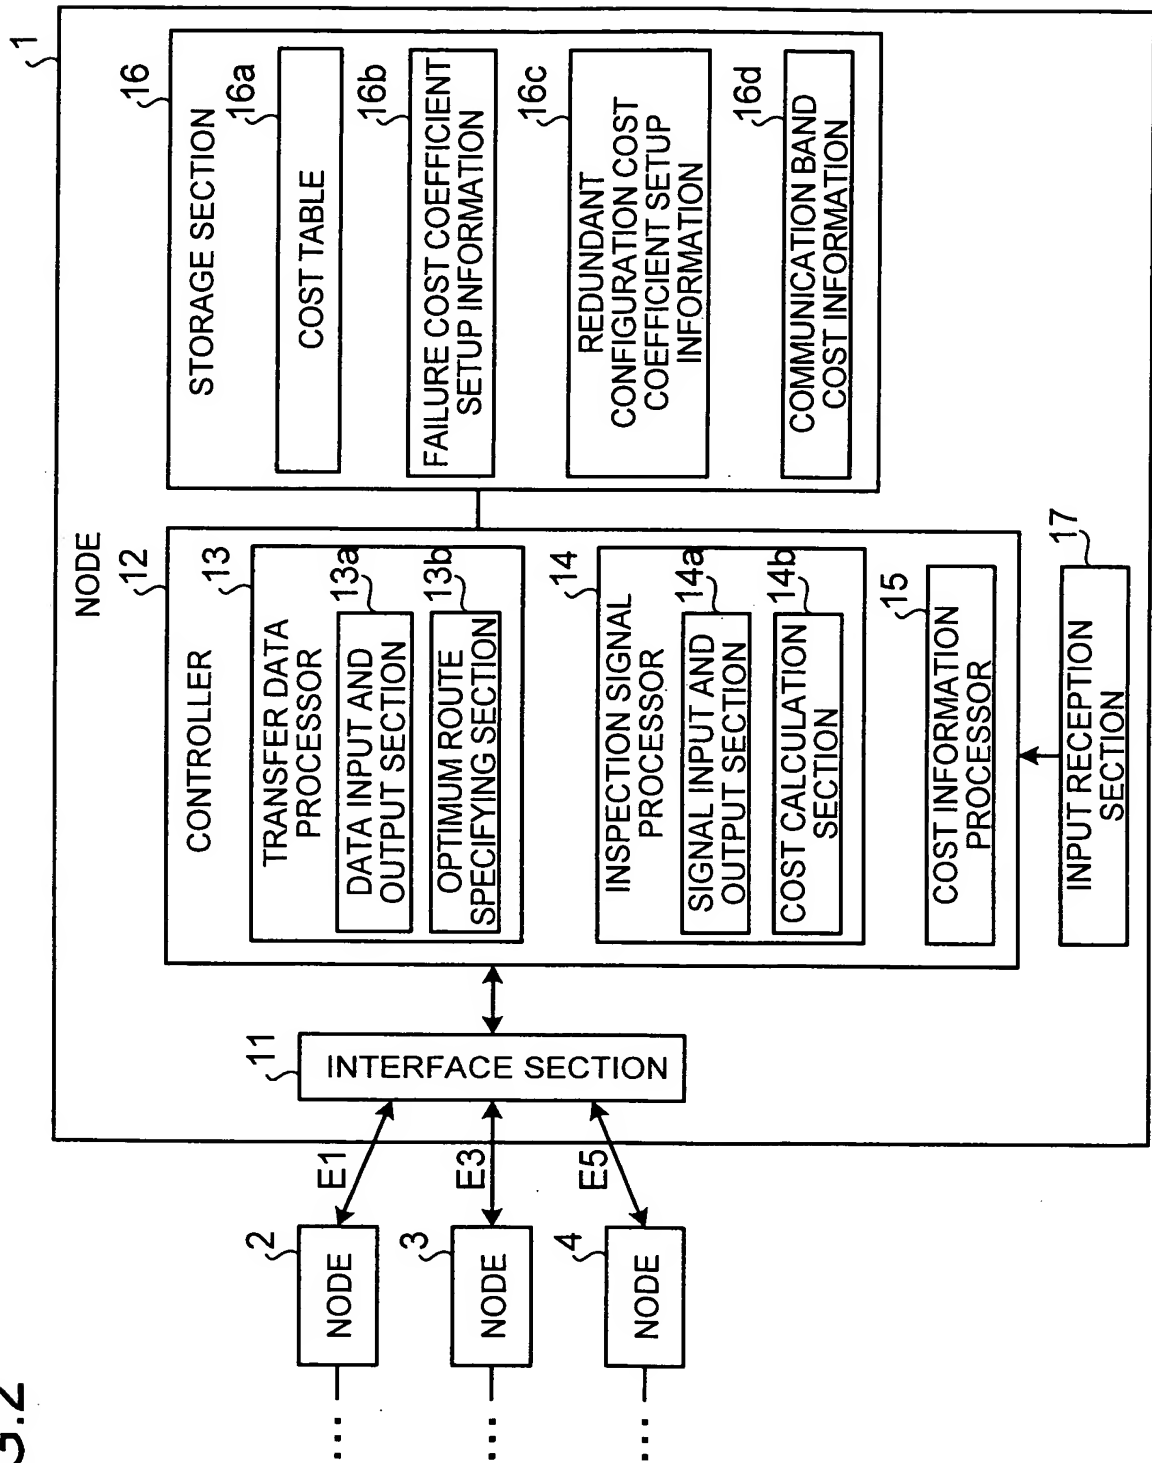 G.2
1
NODE
2
NODE
3
NODE
4
NODE
E1
E3
E5
11
INTERFACE SECTION
12
CONTROLLER
13
TRANSFER DATA
PROCESSOR
13a
DATA INPUT AND
OUTPUT SECTION
13b
OPTIMUM ROUTE
SPECIFYING SECTION
14
INSPECTION SIGNAL
PROCESSOR
14a
SIGNAL INPUT AND
OUTPUT SECTION
14b
COST CALCULATION
SECTION
15
COST INFORMATION
PROCESSOR
17
INPUT RECEPTION
SECTION
16
STORAGE SECTION
16a
COST TABLE
16b
FAILURE COST COEFFICIENT
SETUP INFORMATION
16c
REDUNDANT
CONFIGURATION COST
COEFFICIENT SETUP
INFORMATION
16d
COMMUNICATION BAND
COST INFORMATION